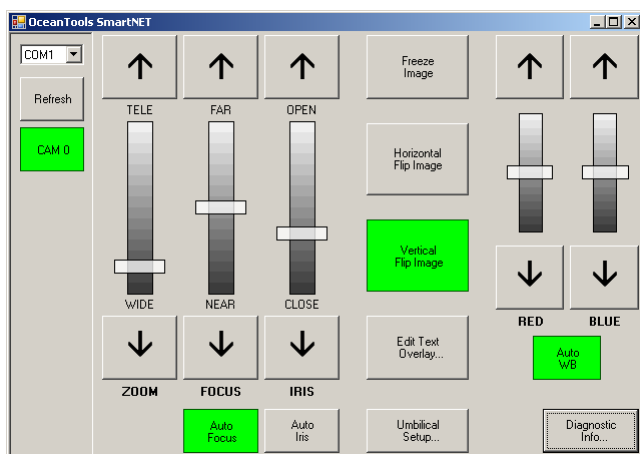 OceanTools SmartNET
COM1
Refresh
CAM 0
TELE
FAR
OPEN
WIDE
NEAR
CLOSE
ZOOM
FOCUS
IRIS
Auto
Focus
Auto
Iris
Freeze
Image
Horizontal
Flip Image
Vertical
Flip Image
Edit Text
Overlay...
Umbilical
Setup...
RED
BLUE
Auto
WB
Diagnostic
Info...